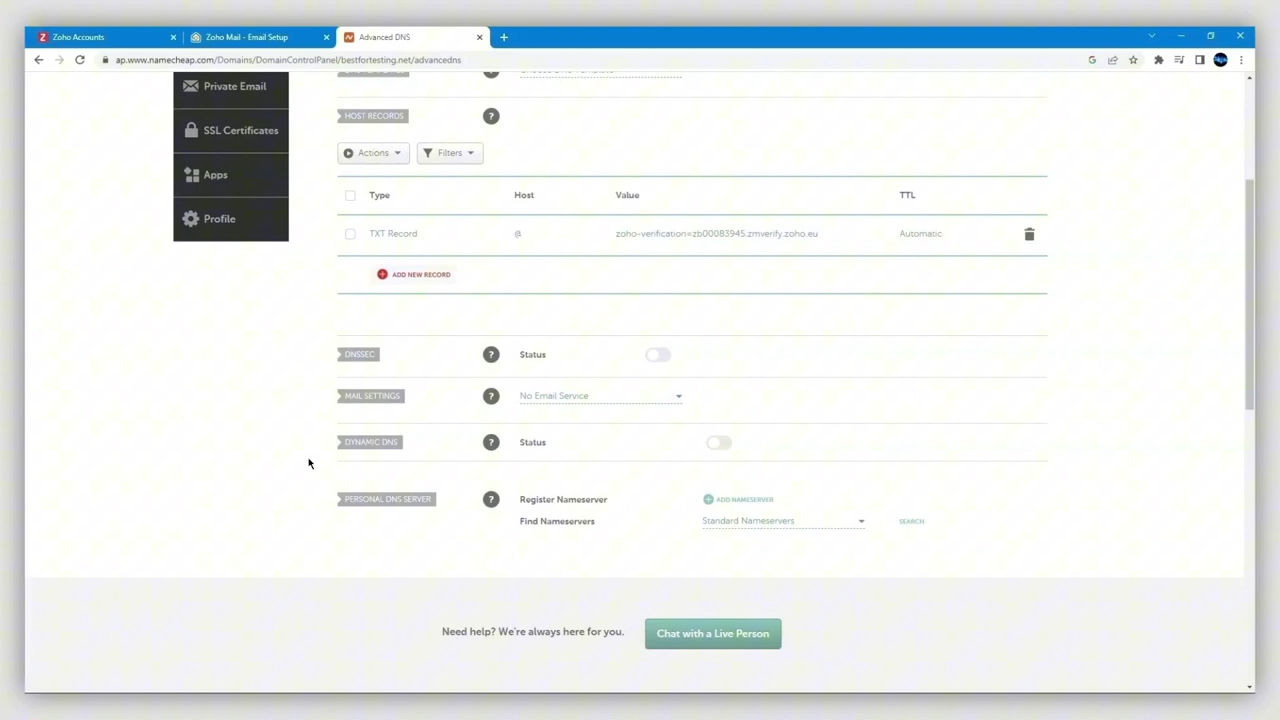 Zoho Accounts
Zoho Mail - Email Setup
Advanced DNS
ap.www.namecheap.com/Domains/DomainControlPanel/bestfortesting.net/advancedns
Private Email
SSL Certificates
Apps
Profile
HOST RECORDS ?
Actions Filters
Type Host Value TTL
TXT Record @ zoho-verification=zb00083945.zmverify.zoho.eu Automatic
ADD NEW RECORD
DNSSEC ? Status
MAIL SETTINGS ? No Email Service
DYNAMIC DNS ? Status
PERSONAL DNS SERVER ? Register Nameserver ADD NAMESERVER
Find Nameservers Standard Nameservers SEARCH
Need help? We're always here for you. Chat with a Live Person